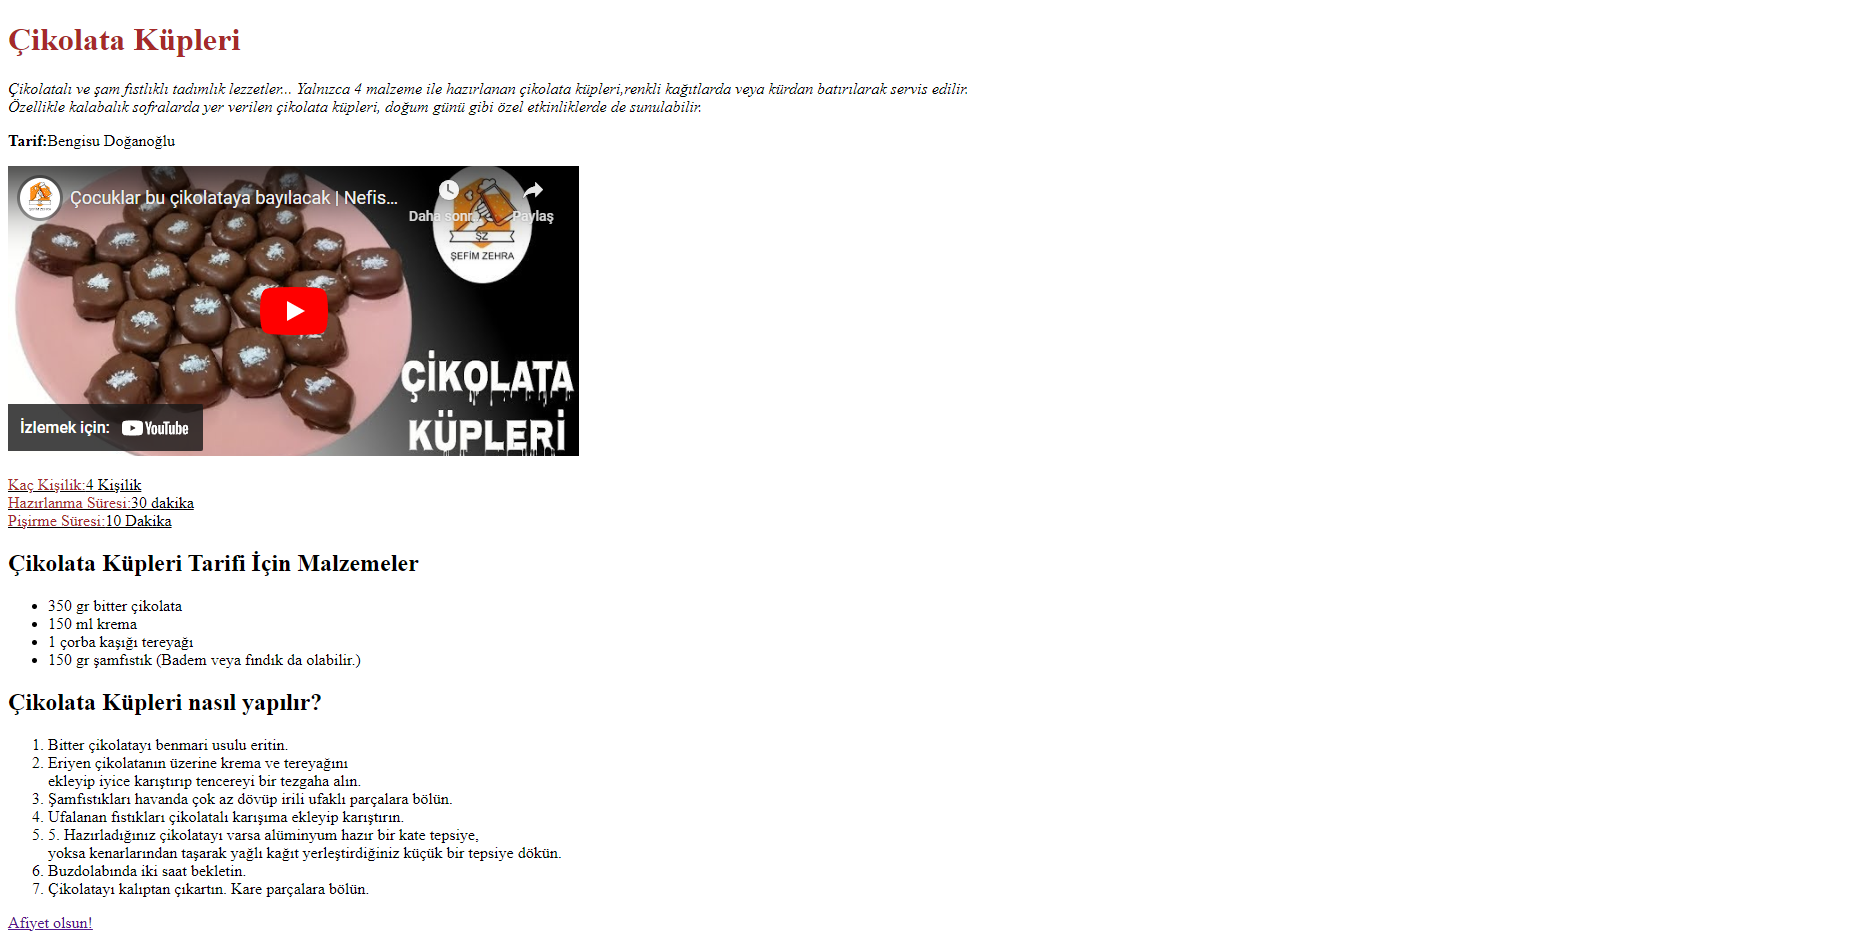 Çikolata Küpleri
Çikolatalı ve şam fıstlıklı tadımlık lezzetler... Yalnızca 4 malzeme ile hazırlanan çikolata küpleri,renkli kağıtlarda veya kürdan batırılarak servis edilir.
Özellikle kalabalık sofralarda yer verilen çikolata küpleri, doğum günü gibi özel etkinliklerde de sunulabilir.
Tarif:Bengisu Doğanoğlu
Çocuklar bu çikolataya bayılacak | Nefis...
Daha sonra
Paylaş
ŞZ
ŞEFİM ZEHRA
ÇİKOLATA
KÜPLERİ
İzlemek için: YouTube
Kaç Kişilik:4 Kişilik
Hazırlanma Süresi:30 dakika
Pişirme Süresi:10 Dakika
Çikolata Küpleri Tarifi İçin Malzemeler
• 350 gr bitter çikolata
• 150 ml krema
• 1 çorba kaşığı tereyağı
• 150 gr şamfıstık (Badem veya fındık da olabilir.)
Çikolata Küpleri nasıl yapılır?
1. Bitter çikolatayı benmari usulu eritin.
2. Eriyen çikolatanın üzerine krema ve tereyağını
ekleyip iyice karıştırıp tencereyi bir tezgaha alın.
3. Şamfıstıkları havanda çok az dövüp irili ufaklı parçalara bölün.
4. Ufalanan fıstıkları çikolatalı karışıma ekleyip karıştırın.
5. 5. Hazırladığınız çikolatayı varsa alüminyum hazır bir kate tepsiye,
yoksa kenarlarından taşarak yağlı kağıt yerleştirdiğiniz küçük bir tepsiye dökün.
6. Buzdolabında iki saat bekletin.
7. Çikolatayı kalıptan çıkartın. Kare parçalara bölün.
Afiyet olsun!